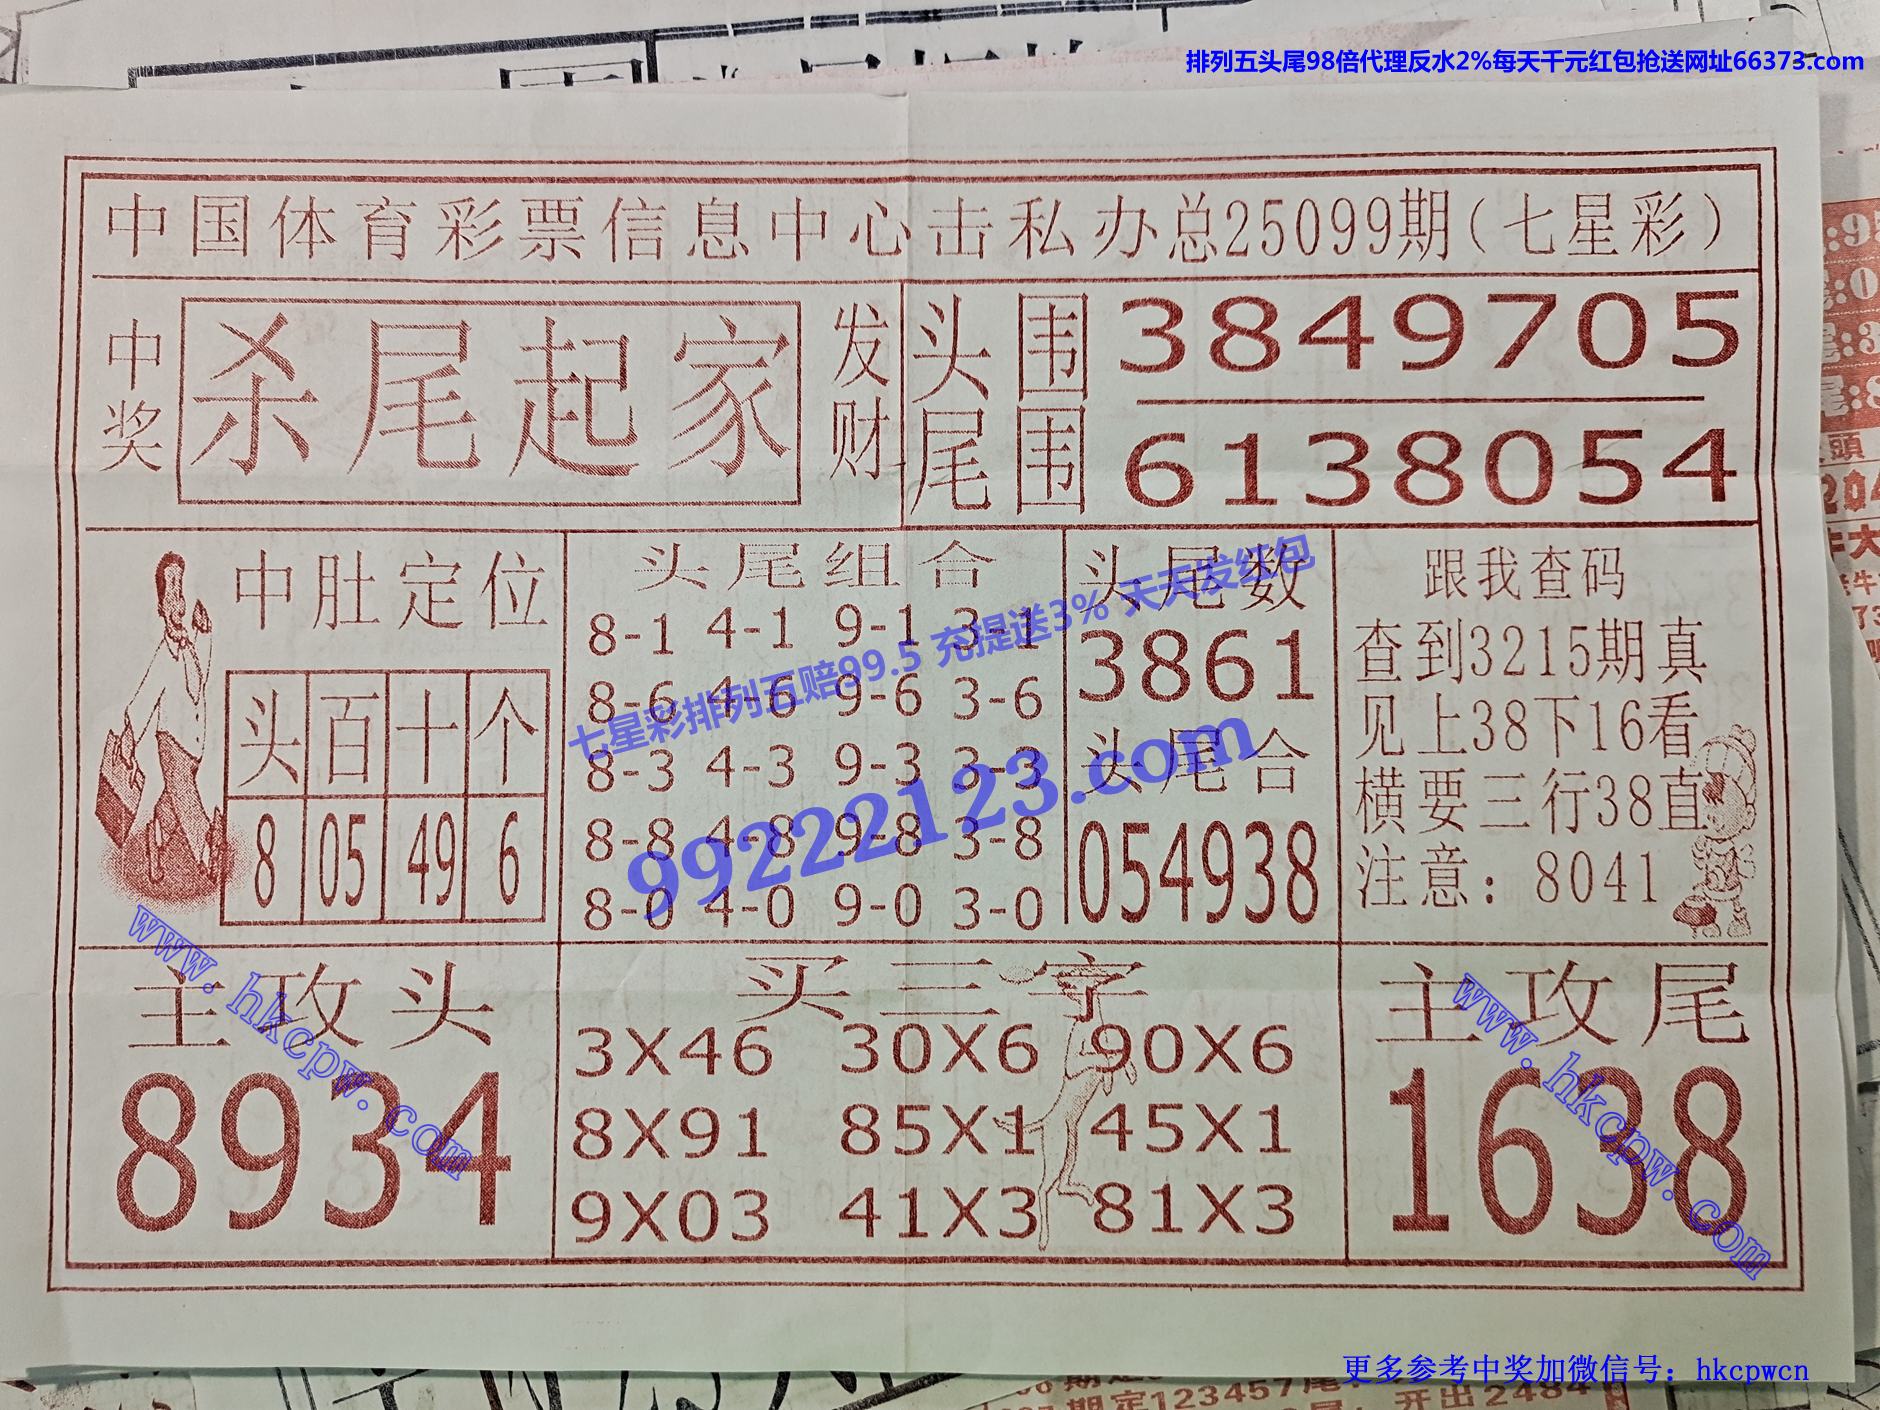 排列五头尾98倍代理反水2%每天千元红包抢送网址66373.com
中国体育彩票信息中心击私办总25099期(七星彩)
中奖
杀尾起家
发财
头围 3849705
尾围 6138054
中肚定位
头 百 十 个
8 05 49 6
头尾组合
8-1 4-1 9-1 3-1
8-6 4-6 9-6 3-6
8-3 4-3 9-3 3-3
8-8 4-8 9-8 3-8
8-0 4-0 9-0 3-0
头尾数
3861
头尾合
054938
跟我查码
查到3215期真
见上38下16看
横要三行38直
注意：8041
七星彩排列五赔99.5 充提送3% 天天发红包
99222123.com
主攻头
8934
www.hkcpw.com
买三字
3X46 30X6 90X6
8X91 85X1 45X1
9X03 41X3 81X3
主攻尾
1638
www.hkcpw.com
更多参考中奖加微信号：hkcpwcn